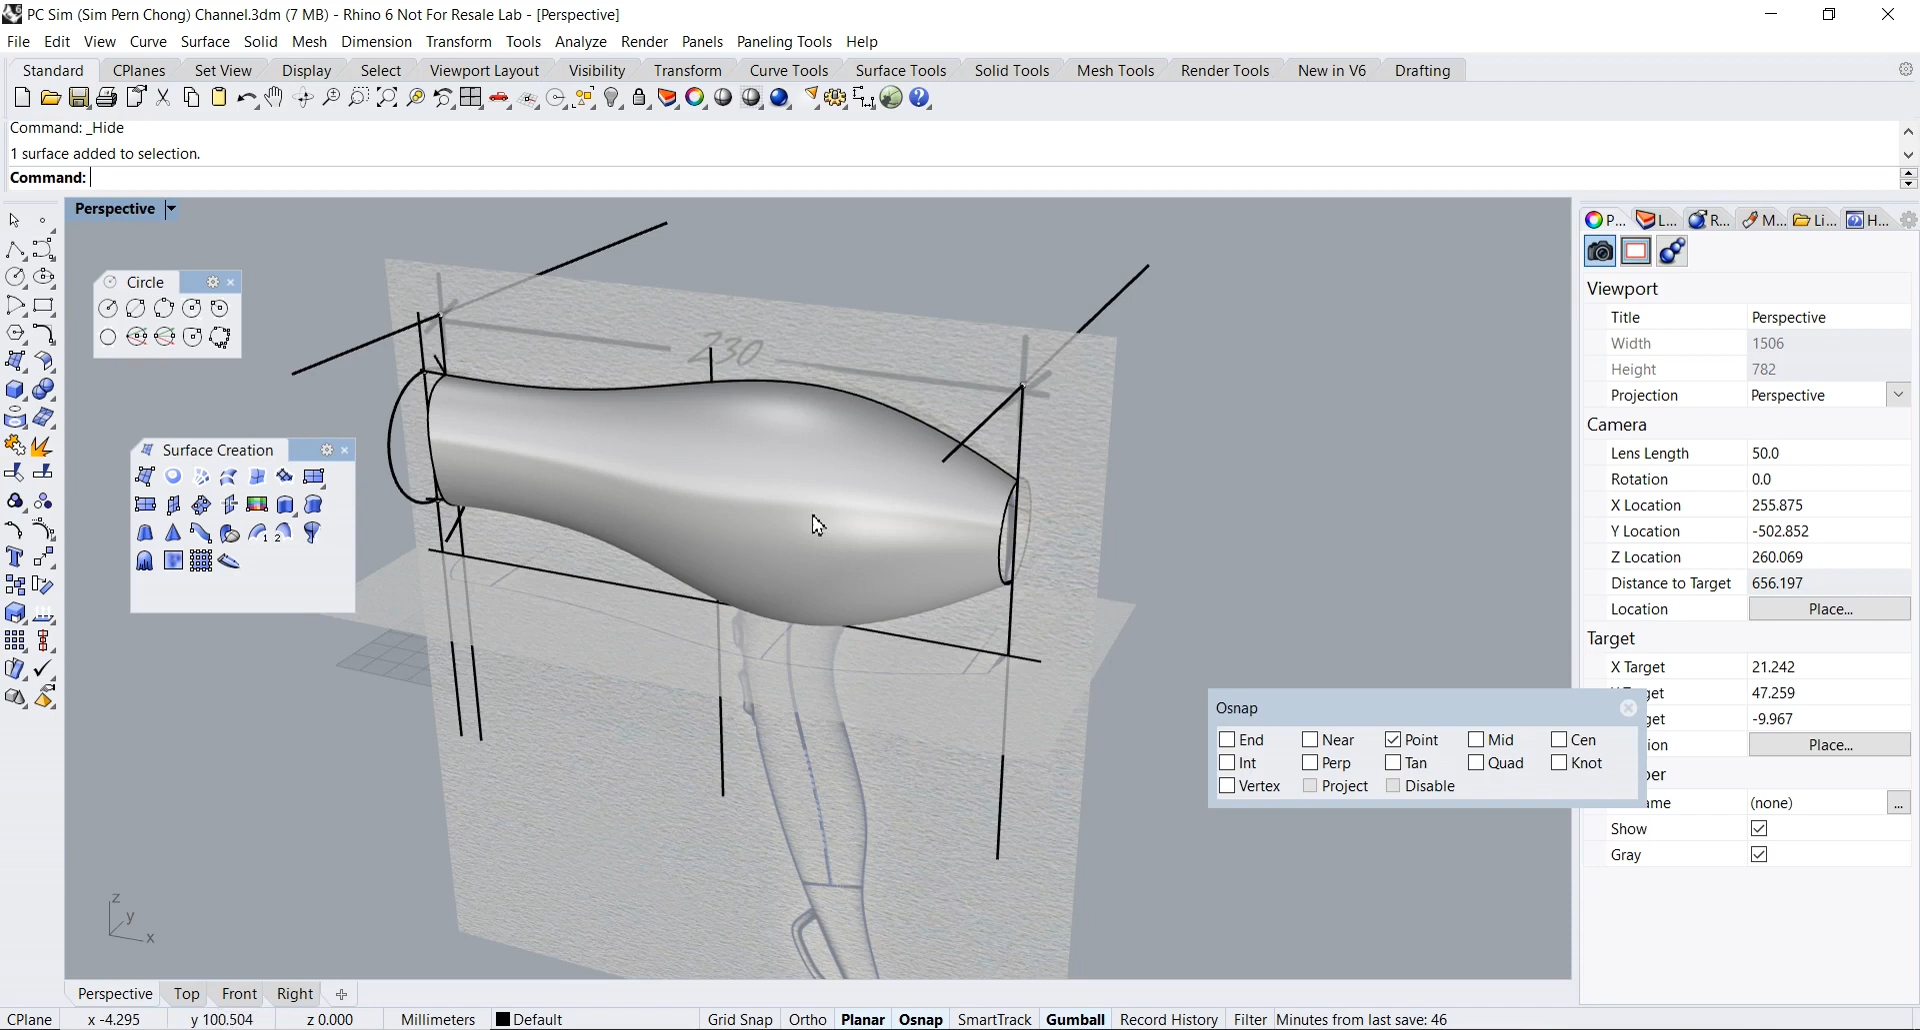 PC Sim (Sim Pern Chong) Channel.3dm (7 MB) - Rhino 6 Not For Resale Lab - [Perspective]
File Edit View Curve Surface Solid Mesh Dimension Transform Tools Analyze Render Panels Paneling Tools Help
Standard CPlanes Set View Display Select Viewport Layout Visibility Transform Curve Tools Surface Tools Solid Tools Mesh Tools Render Tools New in V6 Drafting
Command: _Hide
1 surface added to selection.
Command:
Perspective
P... L... R... M... Li... H...
Circle
Viewport
Title Perspective
Width 1506
Height 782
Projection Perspective
230
Camera
Surface Creation
Lens Length 50.0
Rotation 0.0
X Location 255.875
Y Location -502.852
Z Location 260.069
Distance to Target 656.197
Location Place...
Target
X Target 21.242
get 47.259
get -9.967
ion Place...
per
ame (none) ...
Show
Gray
Osnap
End Near Point Mid Cen
Int Perp Tan Quad Knot
Vertex Project Disable
z
y
x
Perspective Top Front Right
CPlane x -4.295 y 100.504 z 0.000 Millimeters Default Grid Snap Ortho Planar Osnap SmartTrack Gumball Record History Filter Minutes from last save: 46